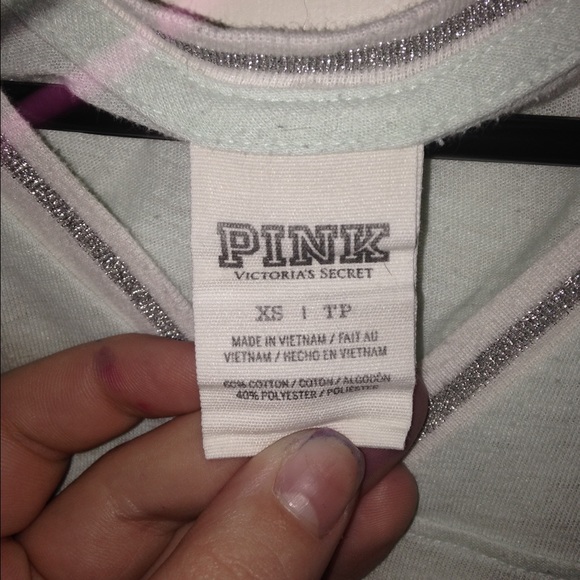 PINK
VICTORIA'S SECRET
XS | TP
MADE IN VIETNAM / FAIT AU
VIETNAM / HECHO EN VIETNAM
60% COTTON / COTON / ALGODÓN
40% POLYESTER / POLIÉSTER